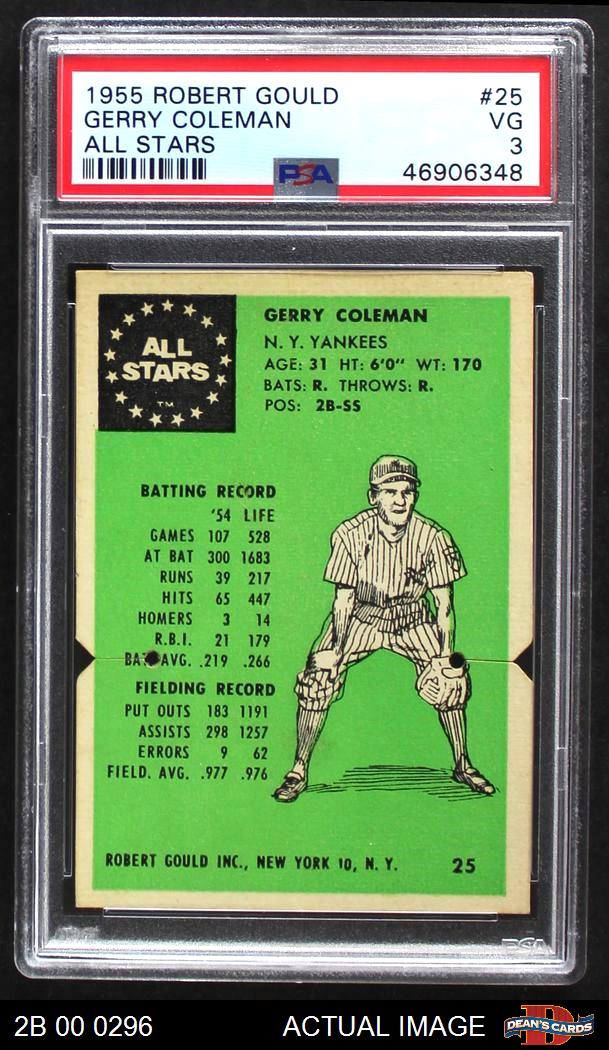 1955 ROBERT GOULD #25
GERRY COLEMAN VG
ALL STARS 3
PSA 46906348
ALL
STARS
TM
GERRY COLEMAN
N. Y. YANKEES
AGE: 31 HT: 6'0" WT: 170
BATS: R. THROWS: R.
POS: 2B-SS
BATTING RECORD
'54 LIFE
GAMES 107 528
AT BAT 300 1683
RUNS 39 217
HITS 65 447
HOMERS 3 14
R.B.I. 21 179
BAT AVG. .219 .266
FIELDING RECORD
PUT OUTS 183 1191
ASSISTS 298 1257
ERRORS 9 62
FIELD. AVG. .977 .976
ROBERT GOULD INC., NEW YORK 10, N. Y. 25
PSA
2B 00 0296 ACTUAL IMAGE
D
DEAN'S CARDS